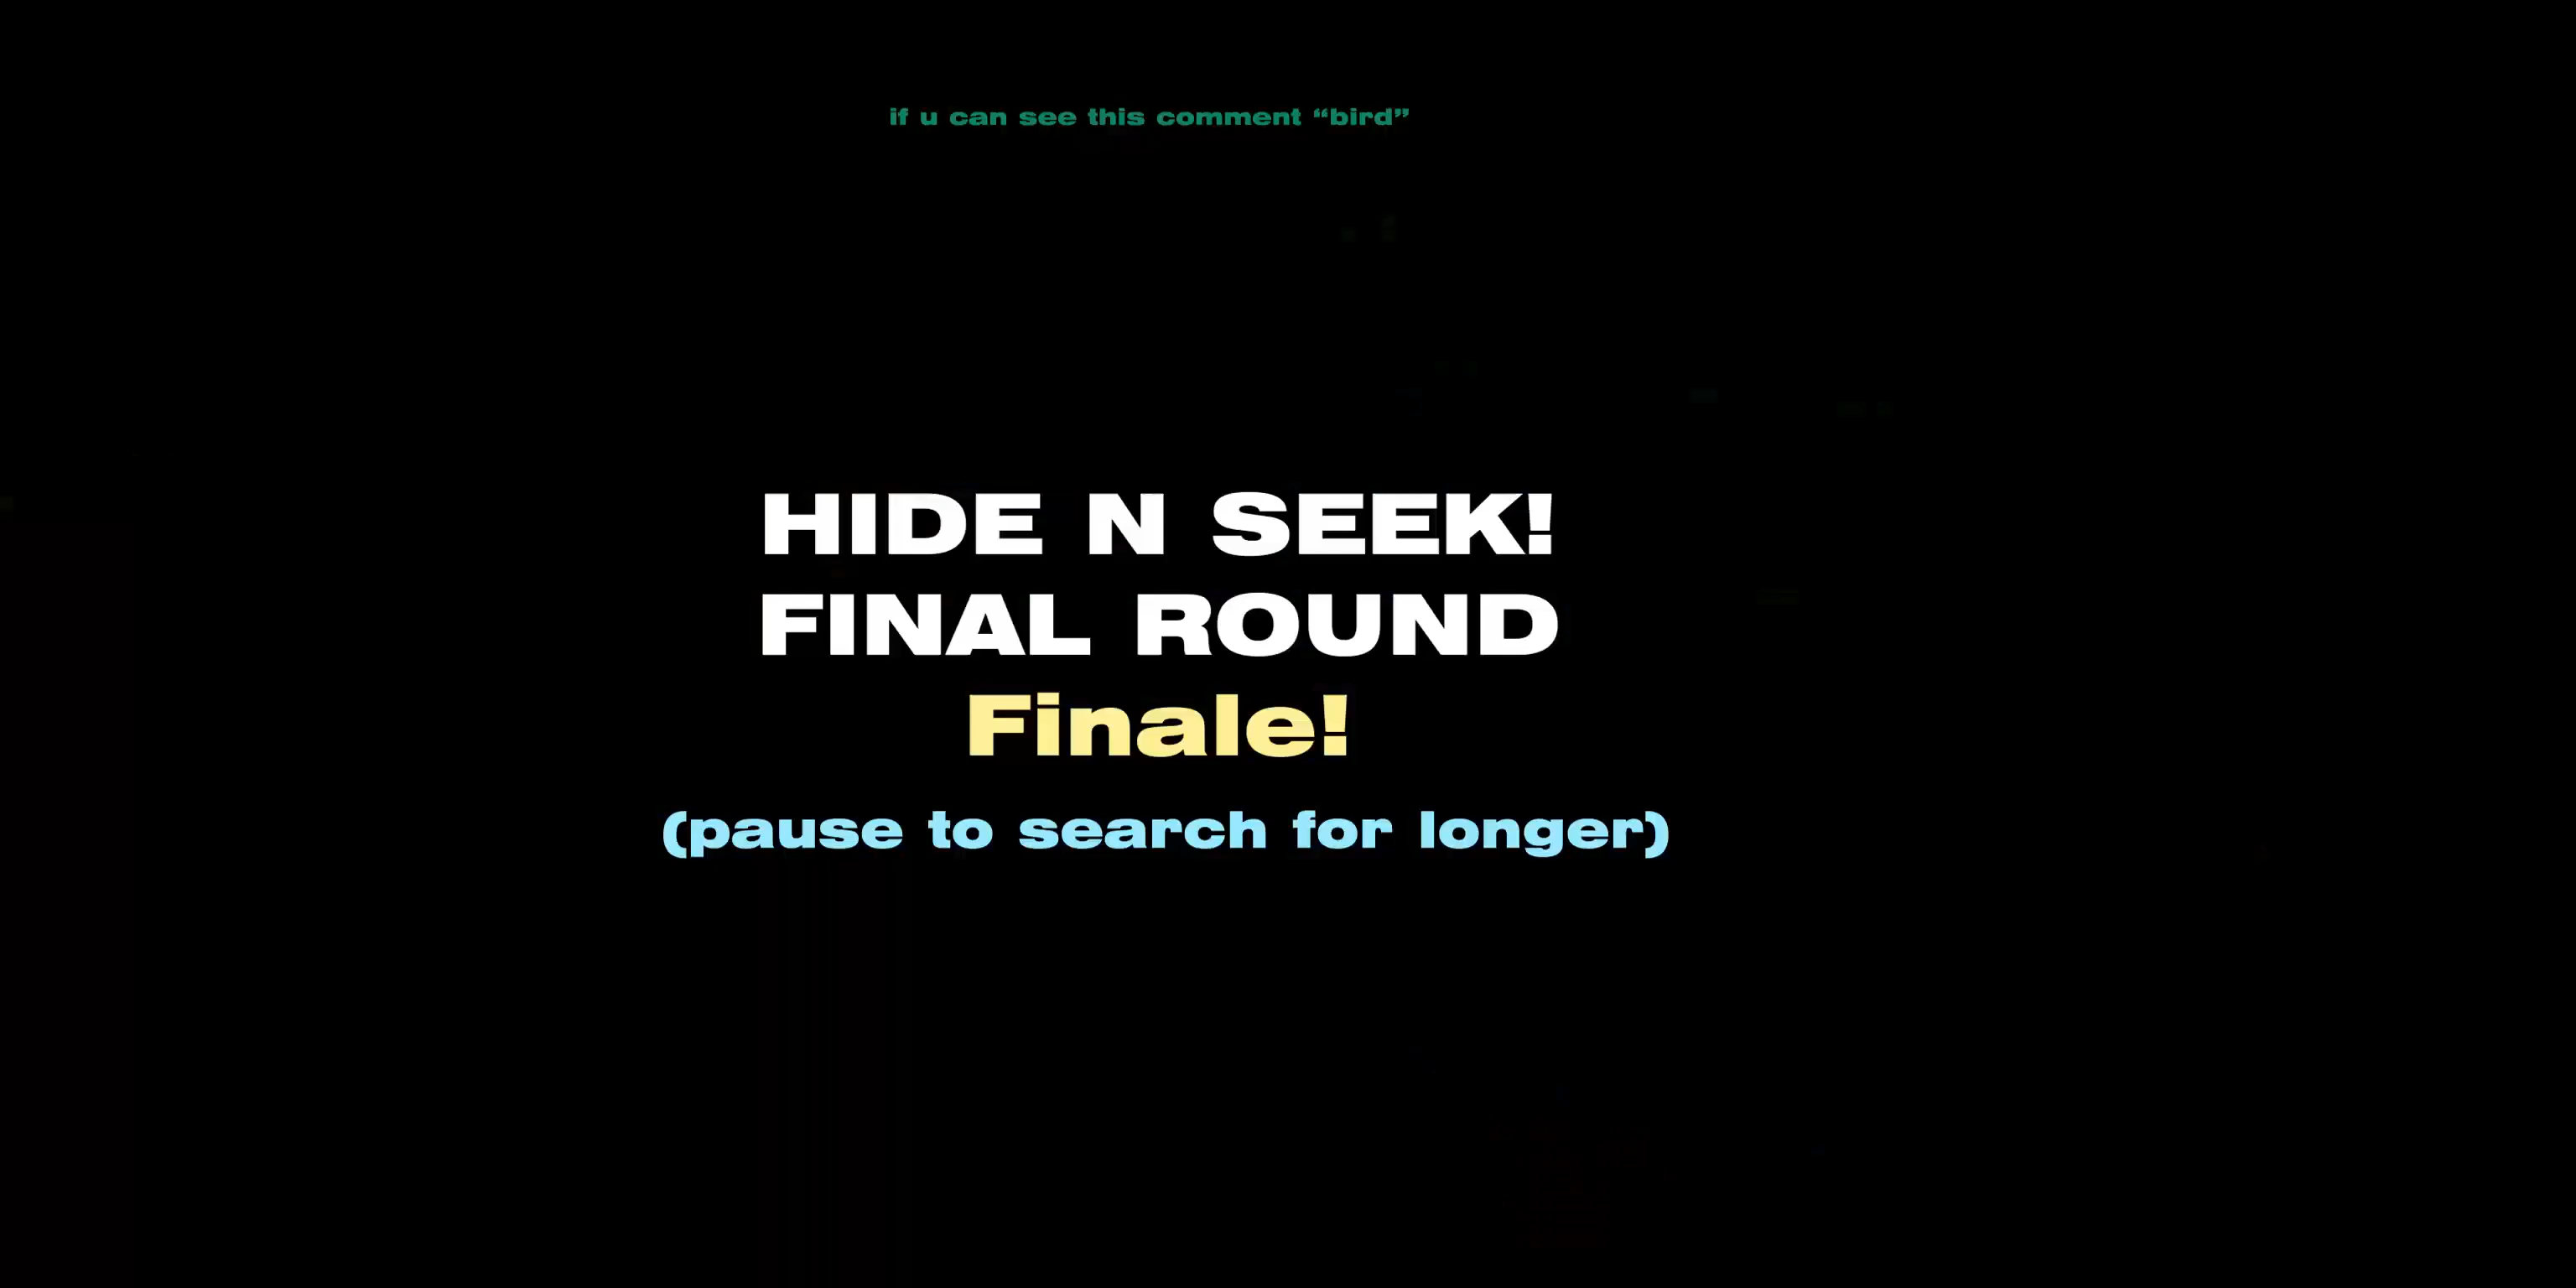 if u can see this comment “bird”
HIDE N SEEK!
FINAL ROUND
Finale!
(pause to search for longer)